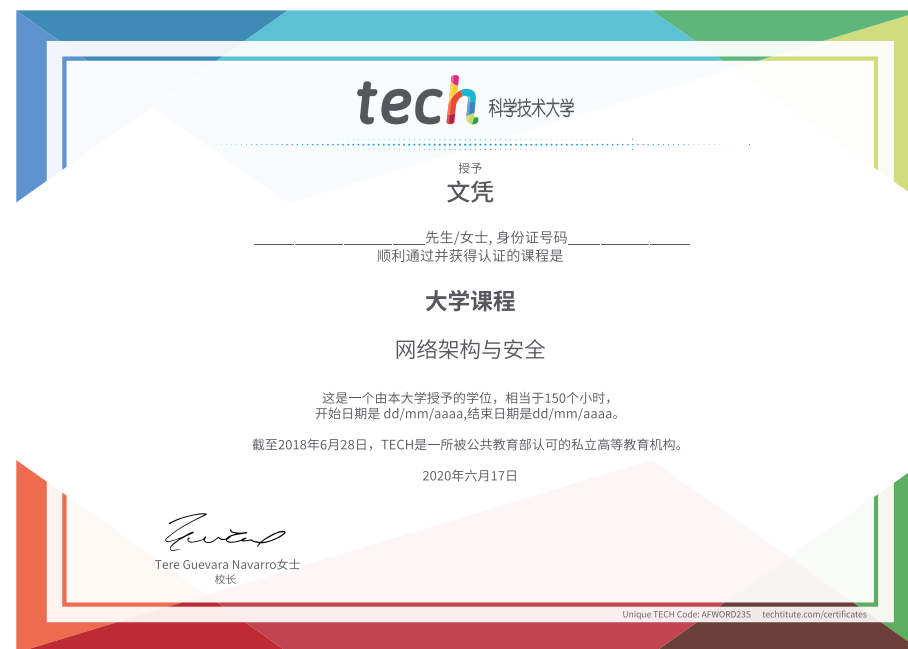 tech 科学技术大学
授予
文凭
____________________先生/女士, 身份证号码______________
顺利通过并获得认证的课程是
大学课程
网络架构与安全
这是一个由本大学授予的学位，相当于150个小时，
开始日期是 dd/mm/aaaa,结束日期是dd/mm/aaaa。
截至2018年6月28日，TECH是一所被公共教育部认可的私立高等教育机构。
2020年六月17日
Tere Guevara Navarro女士
校长
Unique TECH Code: AFWORD23S techtitute.com/certificates